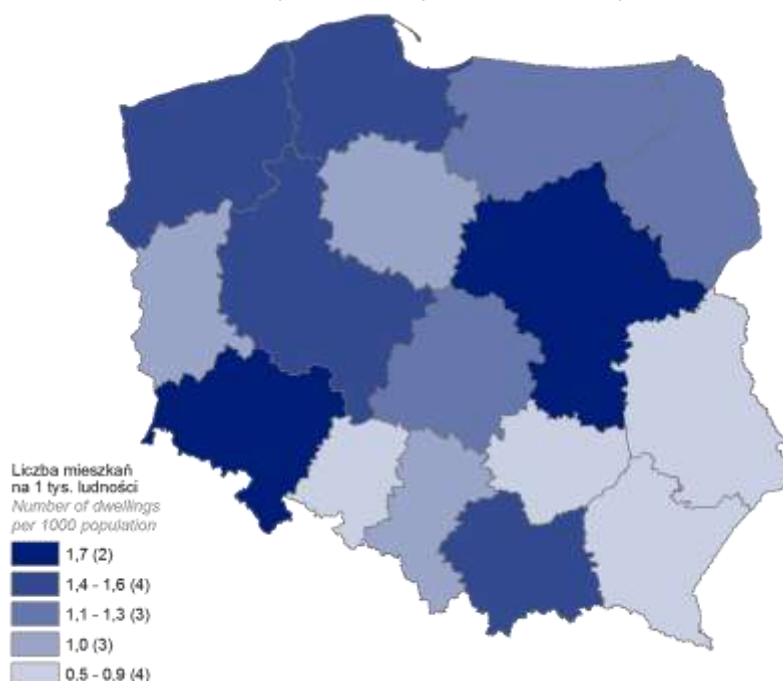 Liczba mieszkań
na 1 tys. ludności
Number of dwellings
per 1000 population
1,7 (2)
1,4 - 1,6 (4)
1,1 - 1,3 (3)
1,0 (3)
0,5 - 0,9 (4)